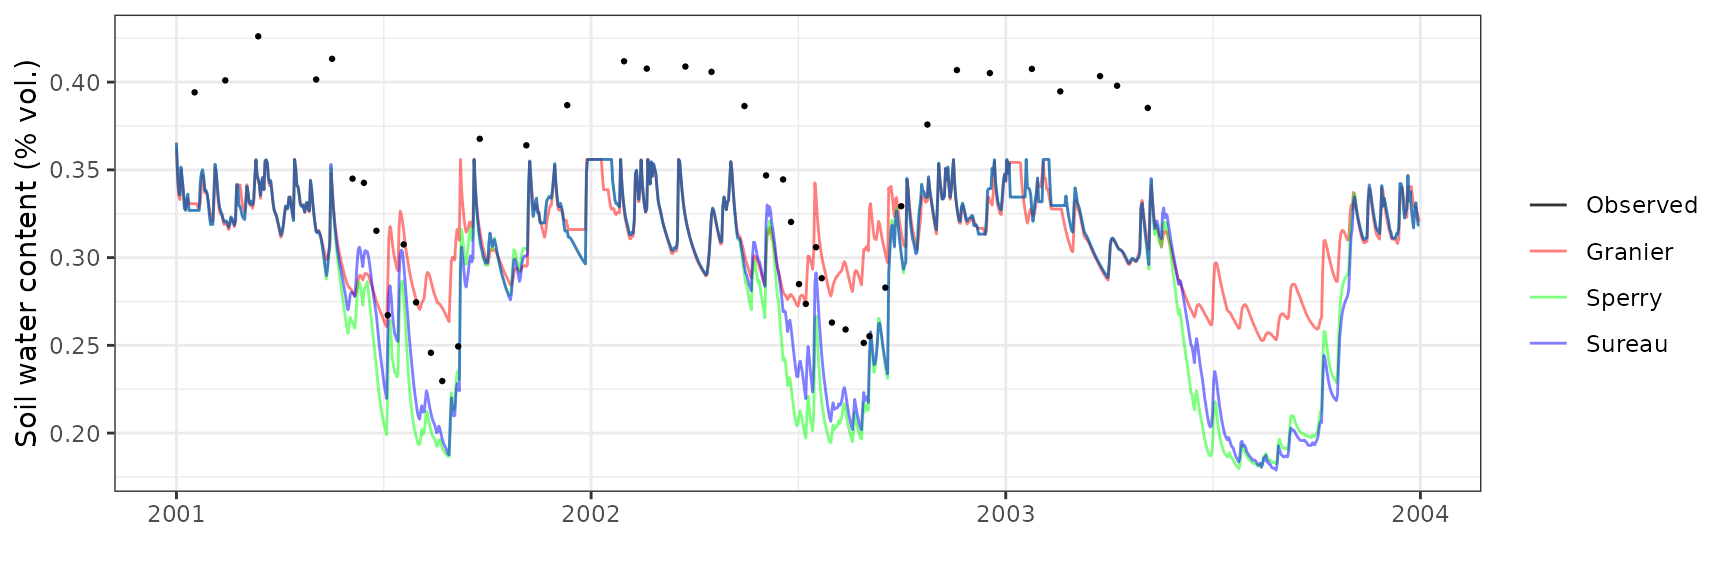 Soil water content (% vol.)
0.40
0.35
0.30
0.25
0.20
2001
2002
2003
2004
Observed
Granier
Sperry
Sureau